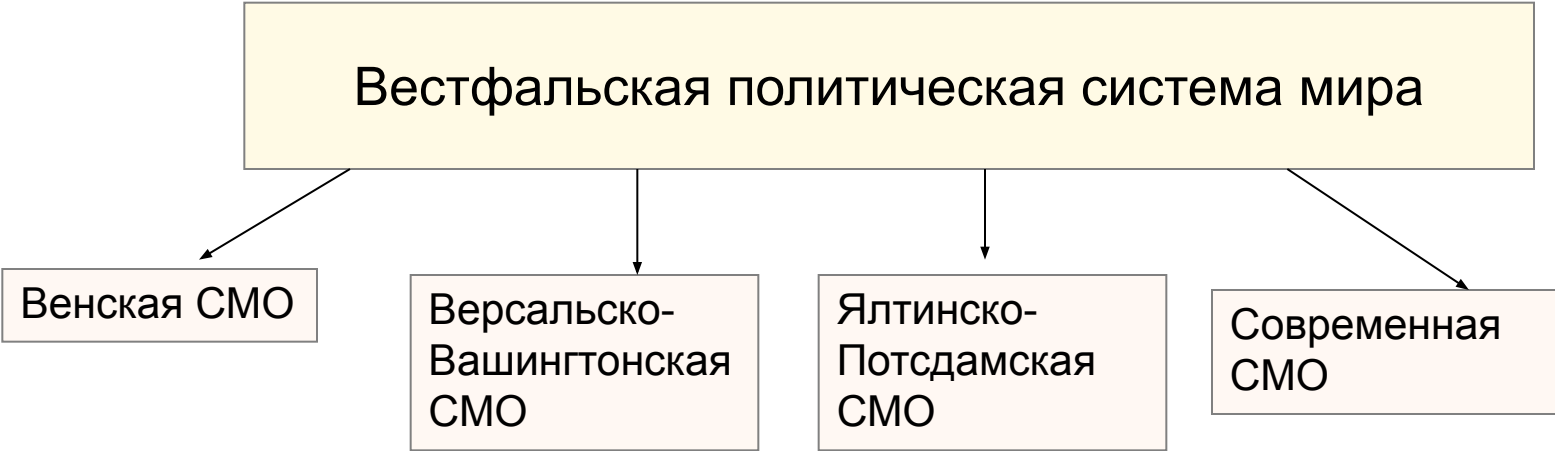 Вестфальская политическая система мира
Венская СМО
Версальско-
Вашингтонская
СМО
Ялтинско-
Потсдамская
СМО
Современная
СМО